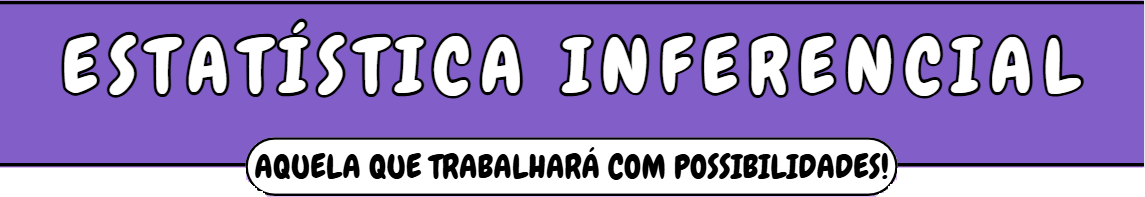 ESTATÍSTICA INFERENCIAL
AQUELA QUE TRABALHARÁ COM POSSIBILIDADES!